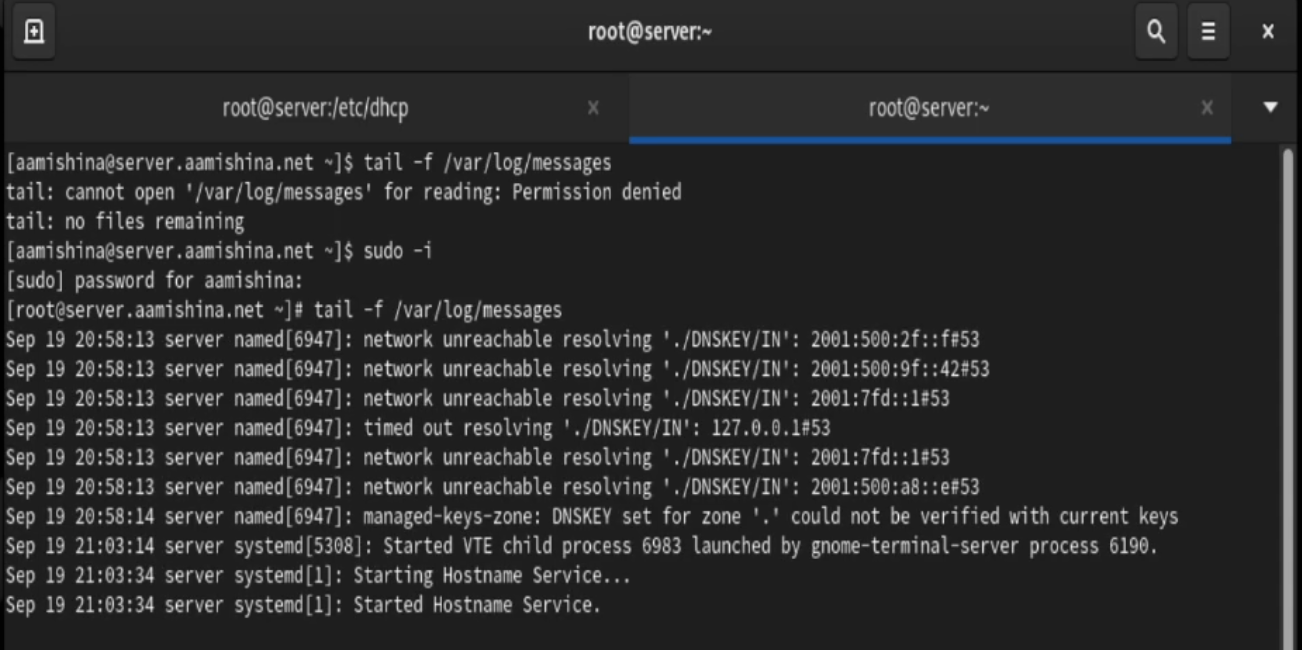 root@server:~
root@server:/etc/dhcp
root@server:~
[aamishina@server.aamishina.net ~]$ tail -f /var/log/messages
tail: cannot open '/var/log/messages' for reading: Permission denied
tail: no files remaining
[aamishina@server.aamishina.net ~]$ sudo -i
[sudo] password for aamishina:
[root@server.aamishina.net ~]# tail -f /var/log/messages
Sep 19 20:58:13 server named[6947]: network unreachable resolving './DNSKEY/IN': 2001:500:2f::f#53
Sep 19 20:58:13 server named[6947]: network unreachable resolving './DNSKEY/IN': 2001:500:9f::42#53
Sep 19 20:58:13 server named[6947]: network unreachable resolving './DNSKEY/IN': 2001:7fd::1#53
Sep 19 20:58:13 server named[6947]: timed out resolving './DNSKEY/IN': 127.0.0.1#53
Sep 19 20:58:13 server named[6947]: network unreachable resolving './DNSKEY/IN': 2001:7fd::1#53
Sep 19 20:58:13 server named[6947]: network unreachable resolving './DNSKEY/IN': 2001:500:a8::e#53
Sep 19 20:58:14 server named[6947]: managed-keys-zone: DNSKEY set for zone '.' could not be verified with current keys
Sep 19 21:03:14 server systemd[5308]: Started VTE child process 6983 launched by gnome-terminal-server process 6190.
Sep 19 21:03:34 server systemd[1]: Starting Hostname Service...
Sep 19 21:03:34 server systemd[1]: Started Hostname Service.